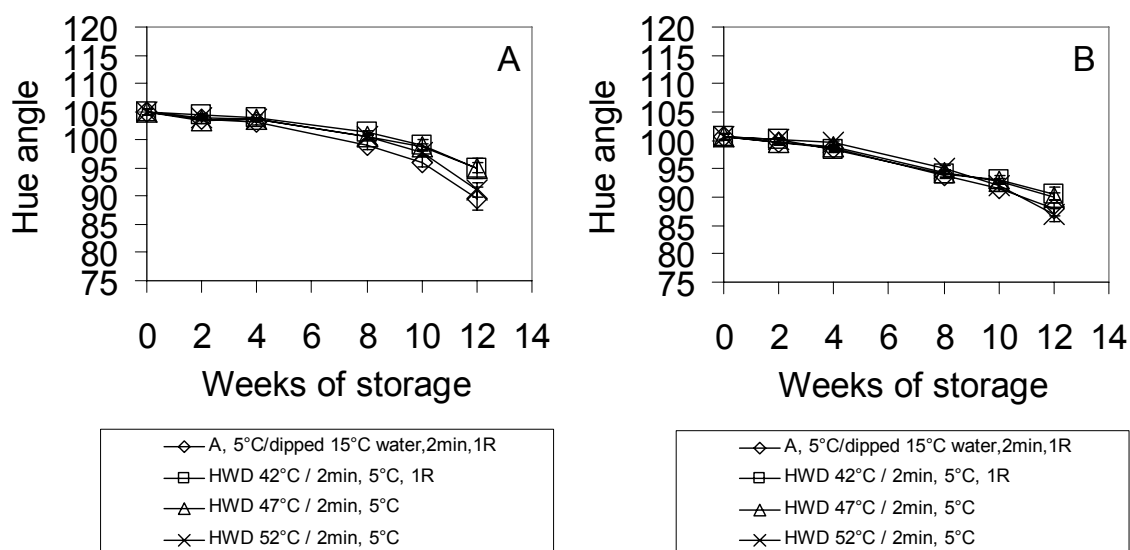 A
120
115
110
105
100
95
90
85
80
75
Hue angle
0 2 4 6 8 10 12 14
Weeks of storage
A, 5°C/dipped 15°C water,2min,1R
HWD 42°C / 2min, 5°C, 1R
HWD 47°C / 2min, 5°C
HWD 52°C / 2min, 5°C
B
120
115
110
105
100
95
90
85
80
75
Hue angle
0 2 4 6 8 10 12 14
Weeks of storage
A, 5°C/dipped 15°C water,2min,1R
HWD 42°C / 2min, 5°C, 1R
HWD 47°C / 2min, 5°C
HWD 52°C / 2min, 5°C